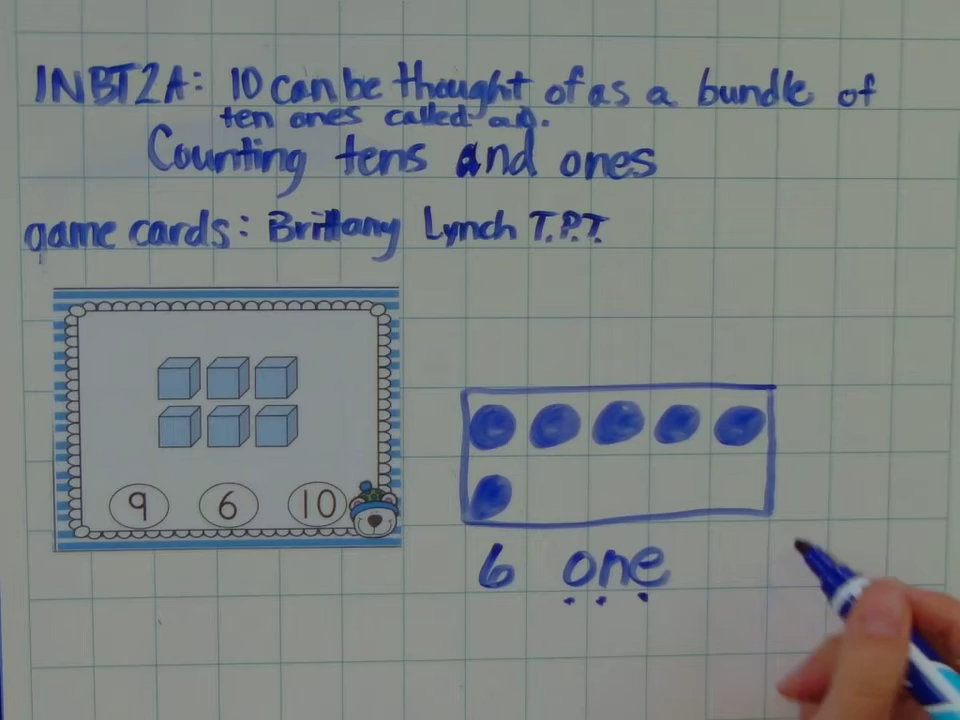 1NBT2A: 10 can be thought of as a bundle of
ten ones called a
Counting tens and ones
game cards: Brittany Lynch T.P.T.
9 6 10
6 one